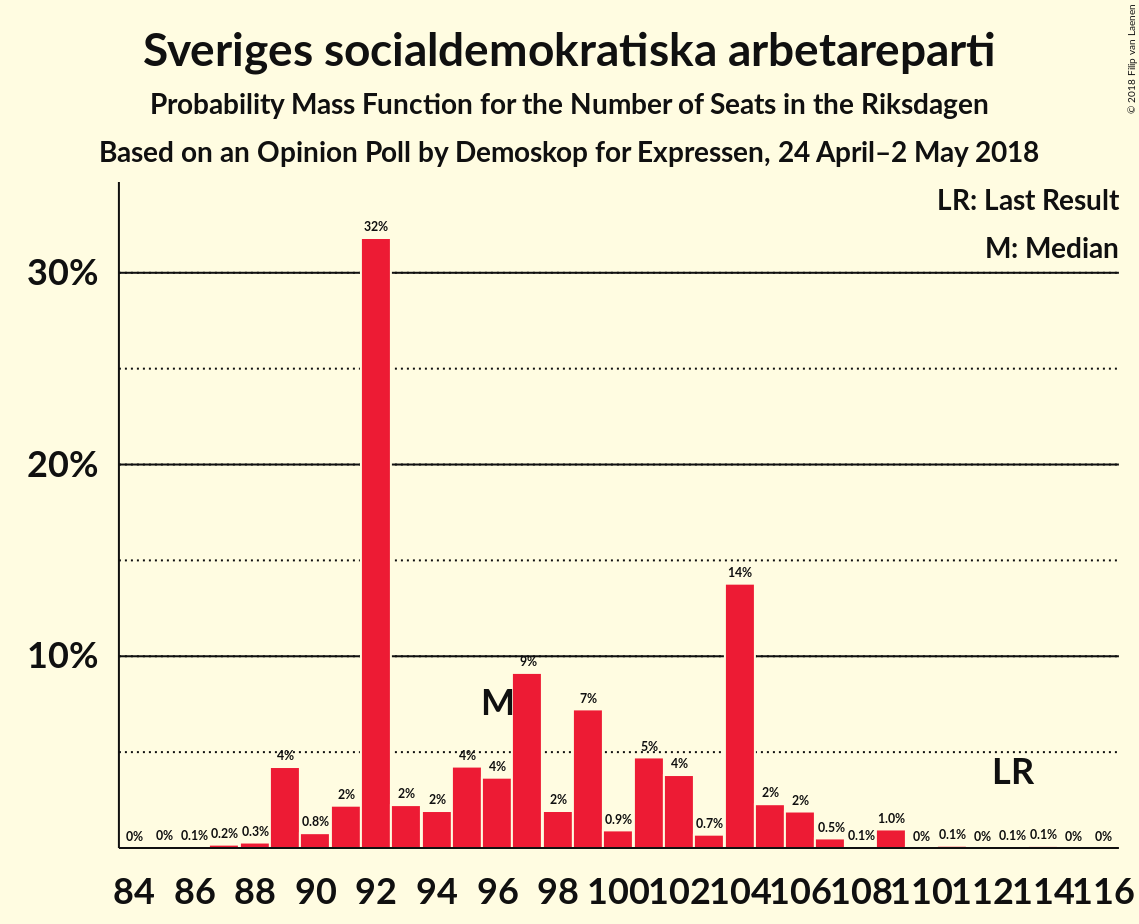 Sveriges socialdemokratiska arbetareparti
Probability Mass Function for the Number of Seats in the Riksdagen
Based on an Opinion Poll by Demoskop for Expressen, 24 April–2 May 2018
© 2018 Filip van Laenen
LR: Last Result
M: Median
30%
20%
10%
0% 0% 0.1% 0.2% 0.3% 4% 0.8% 2% 32% 2% 2% 4% 4% 9% 2% 7% 0.9% 5% 4% 0.7% 14% 2% 2% 0.5% 0.1% 1.0% 0% 0.1% 0% 0.1% 0.1% 0% 0%
M
LR
84 86 88 90 92 94 96 98 100 102 104 106 108 110 112 114 116